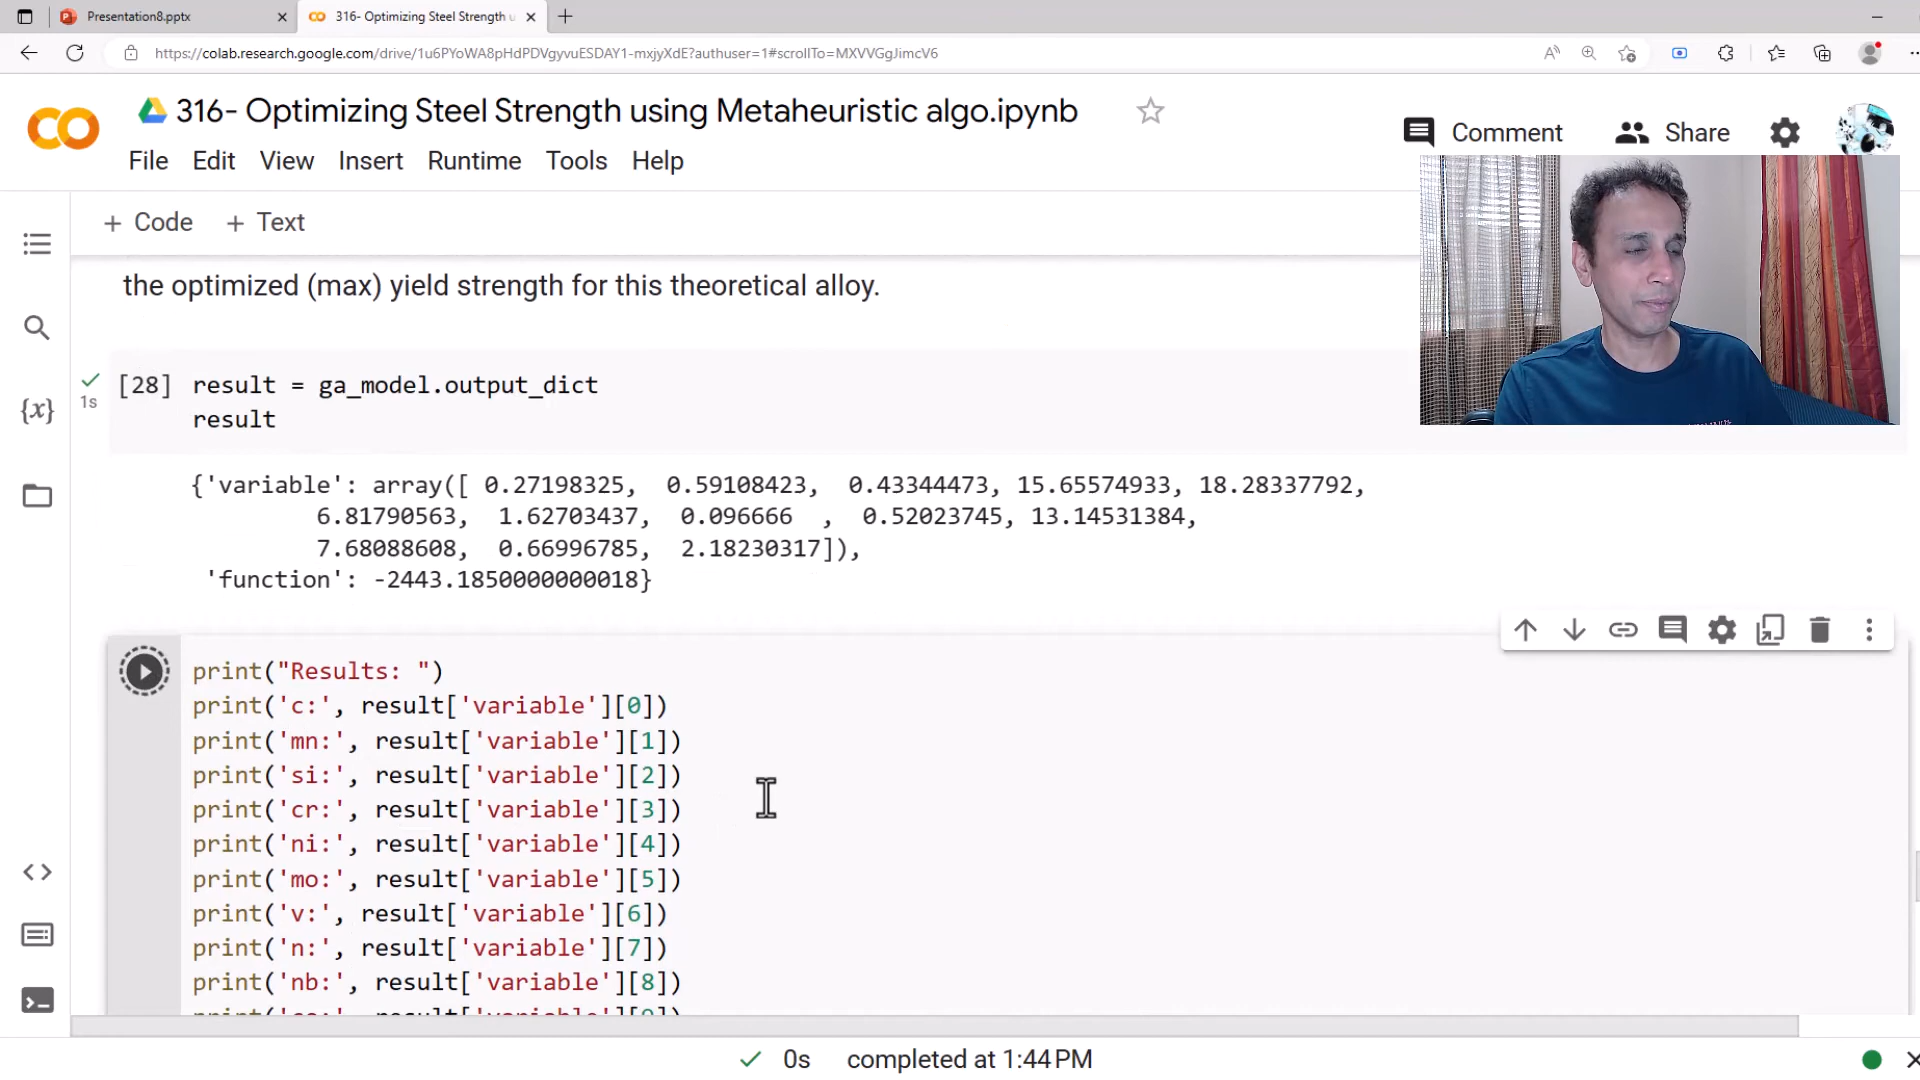 Presentation8.pptx
316- Optimizing Steel Strength u
https://colab.research.google.com/drive/1u6PYoWA8pHdPDVgyvuESDAY1-mxjyXdE?authuser=1#scrollTo=MXVVGgJimcV6
316- Optimizing Steel Strength using Metaheuristic algo.ipynb
Comment
Share
File Edit View Insert Runtime Tools Help
+ Code + Text
the optimized (max) yield strength for this theoretical alloy.
[28] result = ga_model.output_dict
1s
result
{'variable': array([ 0.27198325, 0.59108423, 0.43344473, 15.65574933, 18.28337792,
6.81790563, 1.62703437, 0.096666 , 0.52023745, 13.14531384,
7.68088608, 0.66996785, 2.18230317]),
'function': -2443.1850000000018}
print("Results: ")
print('c:', result['variable'][0])
print('mn:', result['variable'][1])
print('si:', result['variable'][2])
print('cr:', result['variable'][3])
print('ni:', result['variable'][4])
print('mo:', result['variable'][5])
print('v:', result['variable'][6])
print('n:', result['variable'][7])
print('nb:', result['variable'][8])
0s completed at 1:44 PM